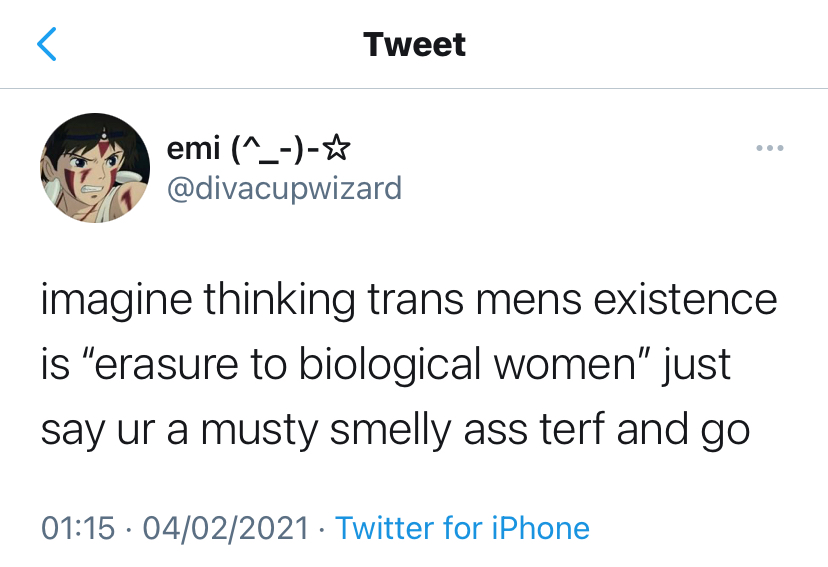 Tweet
emi (^_-)-☆
@divacupwizard
imagine thinking trans mens existence
is “erasure to biological women” just
say ur a musty smelly ass terf and go
01:15 · 04/02/2021 · Twitter for iPhone